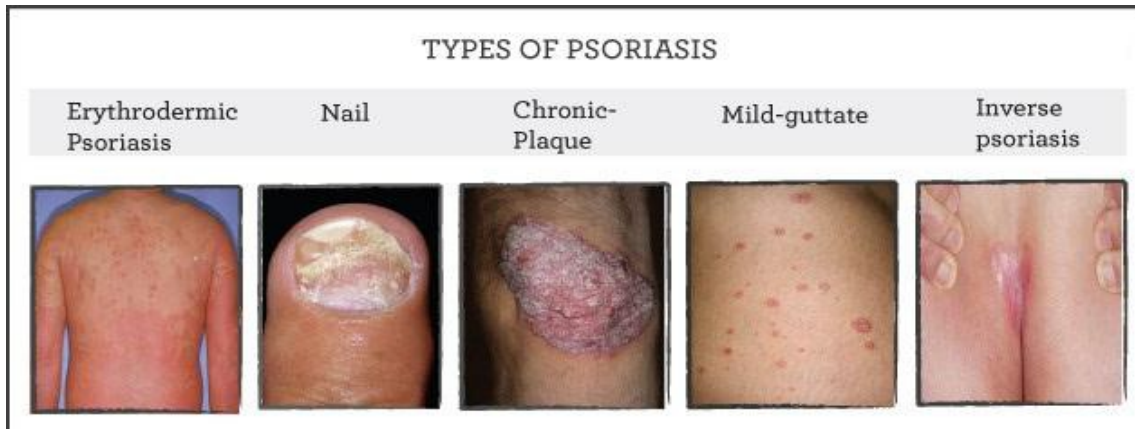 TYPES OF PSORIASIS
Erythrodermic
Psoriasis
Nail
Chronic-
Plaque
Mild-guttate
Inverse
psoriasis